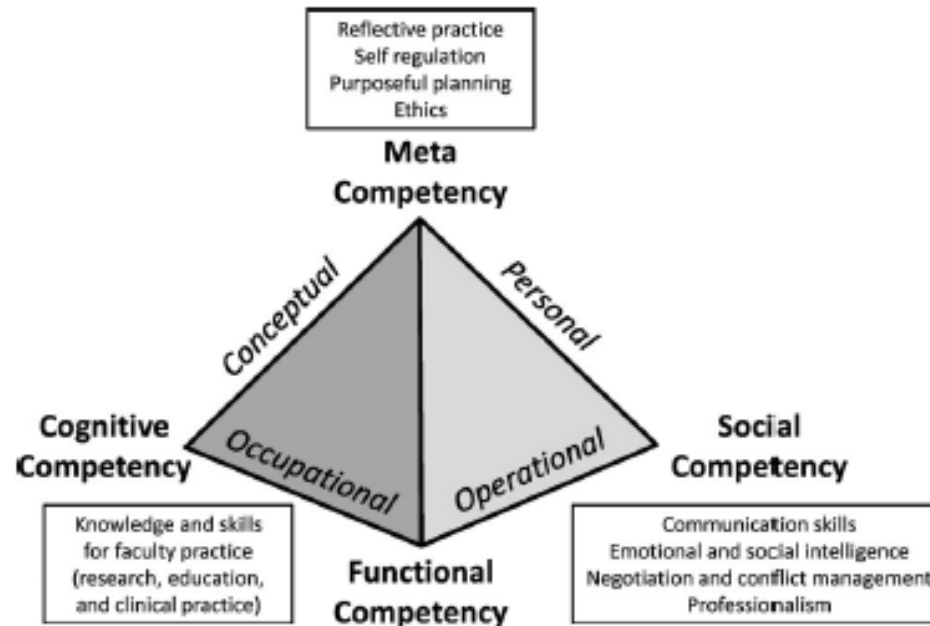 Reflective practice
Self regulation
Purposeful planning
Ethics
Meta
Competency
Conceptual
Personal
Cognitive
Competency
Occupational
Operational
Social
Competency
Knowledge and skills
for faculty practice
(research, education,
and clinical practice)
Functional
Competency
Communication skills
Emotional and social intelligence
Negotiation and conflict management
Professionalism